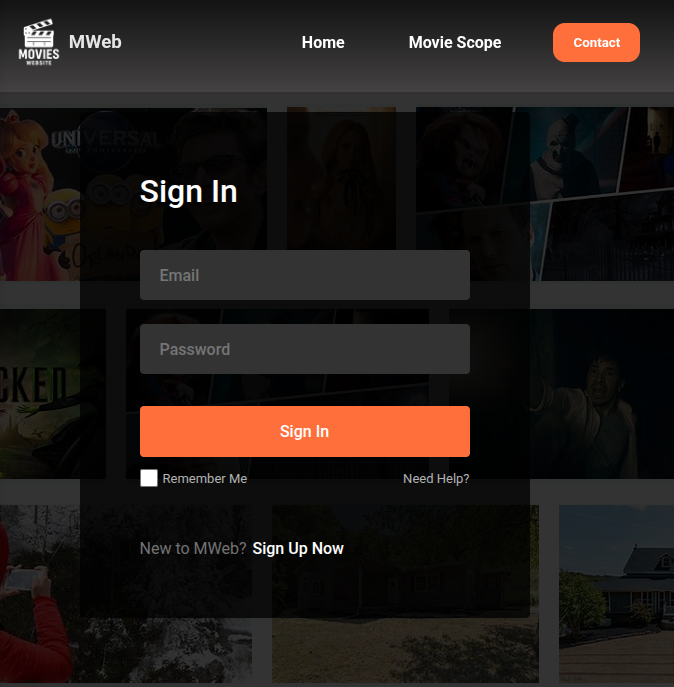 MOVIES
WEBSITE
MWeb
Home
Movie Scope
Contact
UNIVERSAL
Sign In
Email
Password
CKED
Sign In
Remember Me
Need Help?
New to MWeb? Sign Up Now